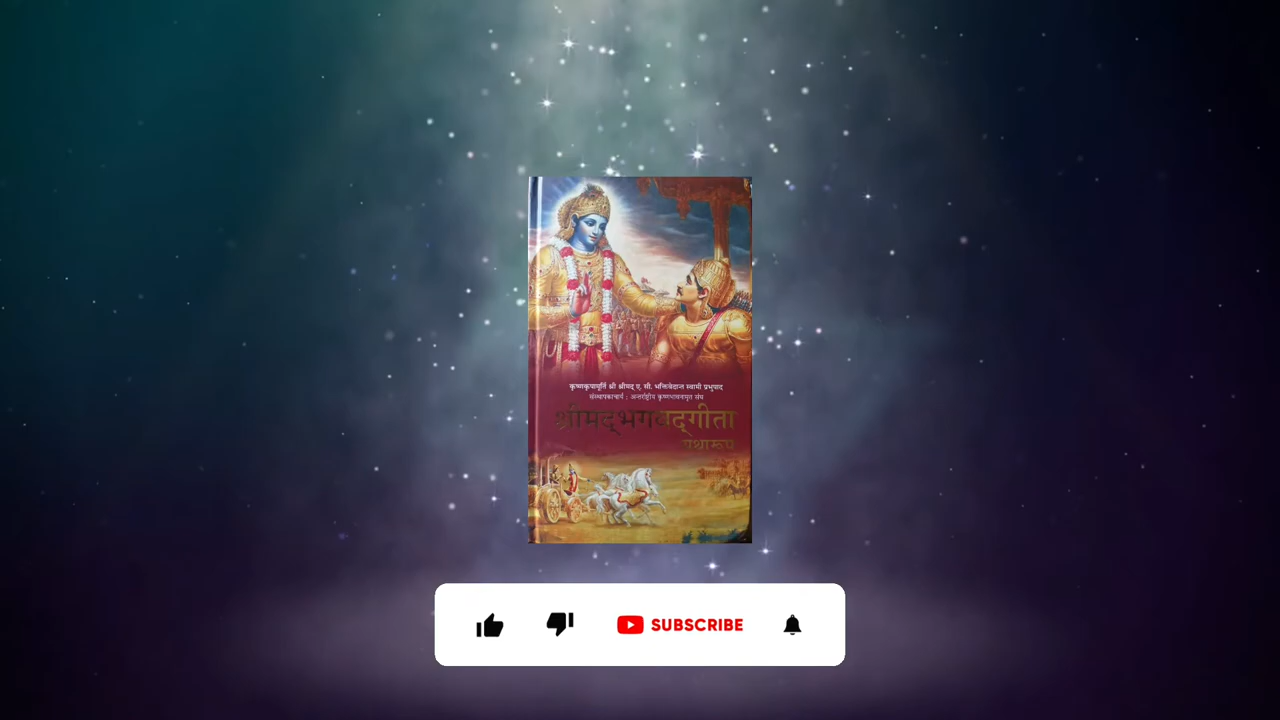 कृष्णकृपामूर्ति श्री श्रीमद् ए. सी. भक्तिवेदान्त स्वामी प्रभुपाद
संस्थापकाचार्य : अन्तर्राष्ट्रीय कृष्णभावनामृत संघ
श्रीमद्भगवद्गीता
यथारूप
SUBSCRIBE